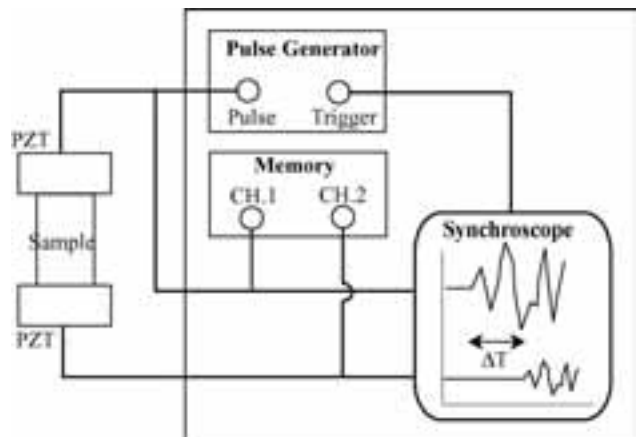 Pulse Generator
Pulse
Trigger
PZT
Memory
CH.1
CH.2
Sample
Synchroscope
ΔT
PZT